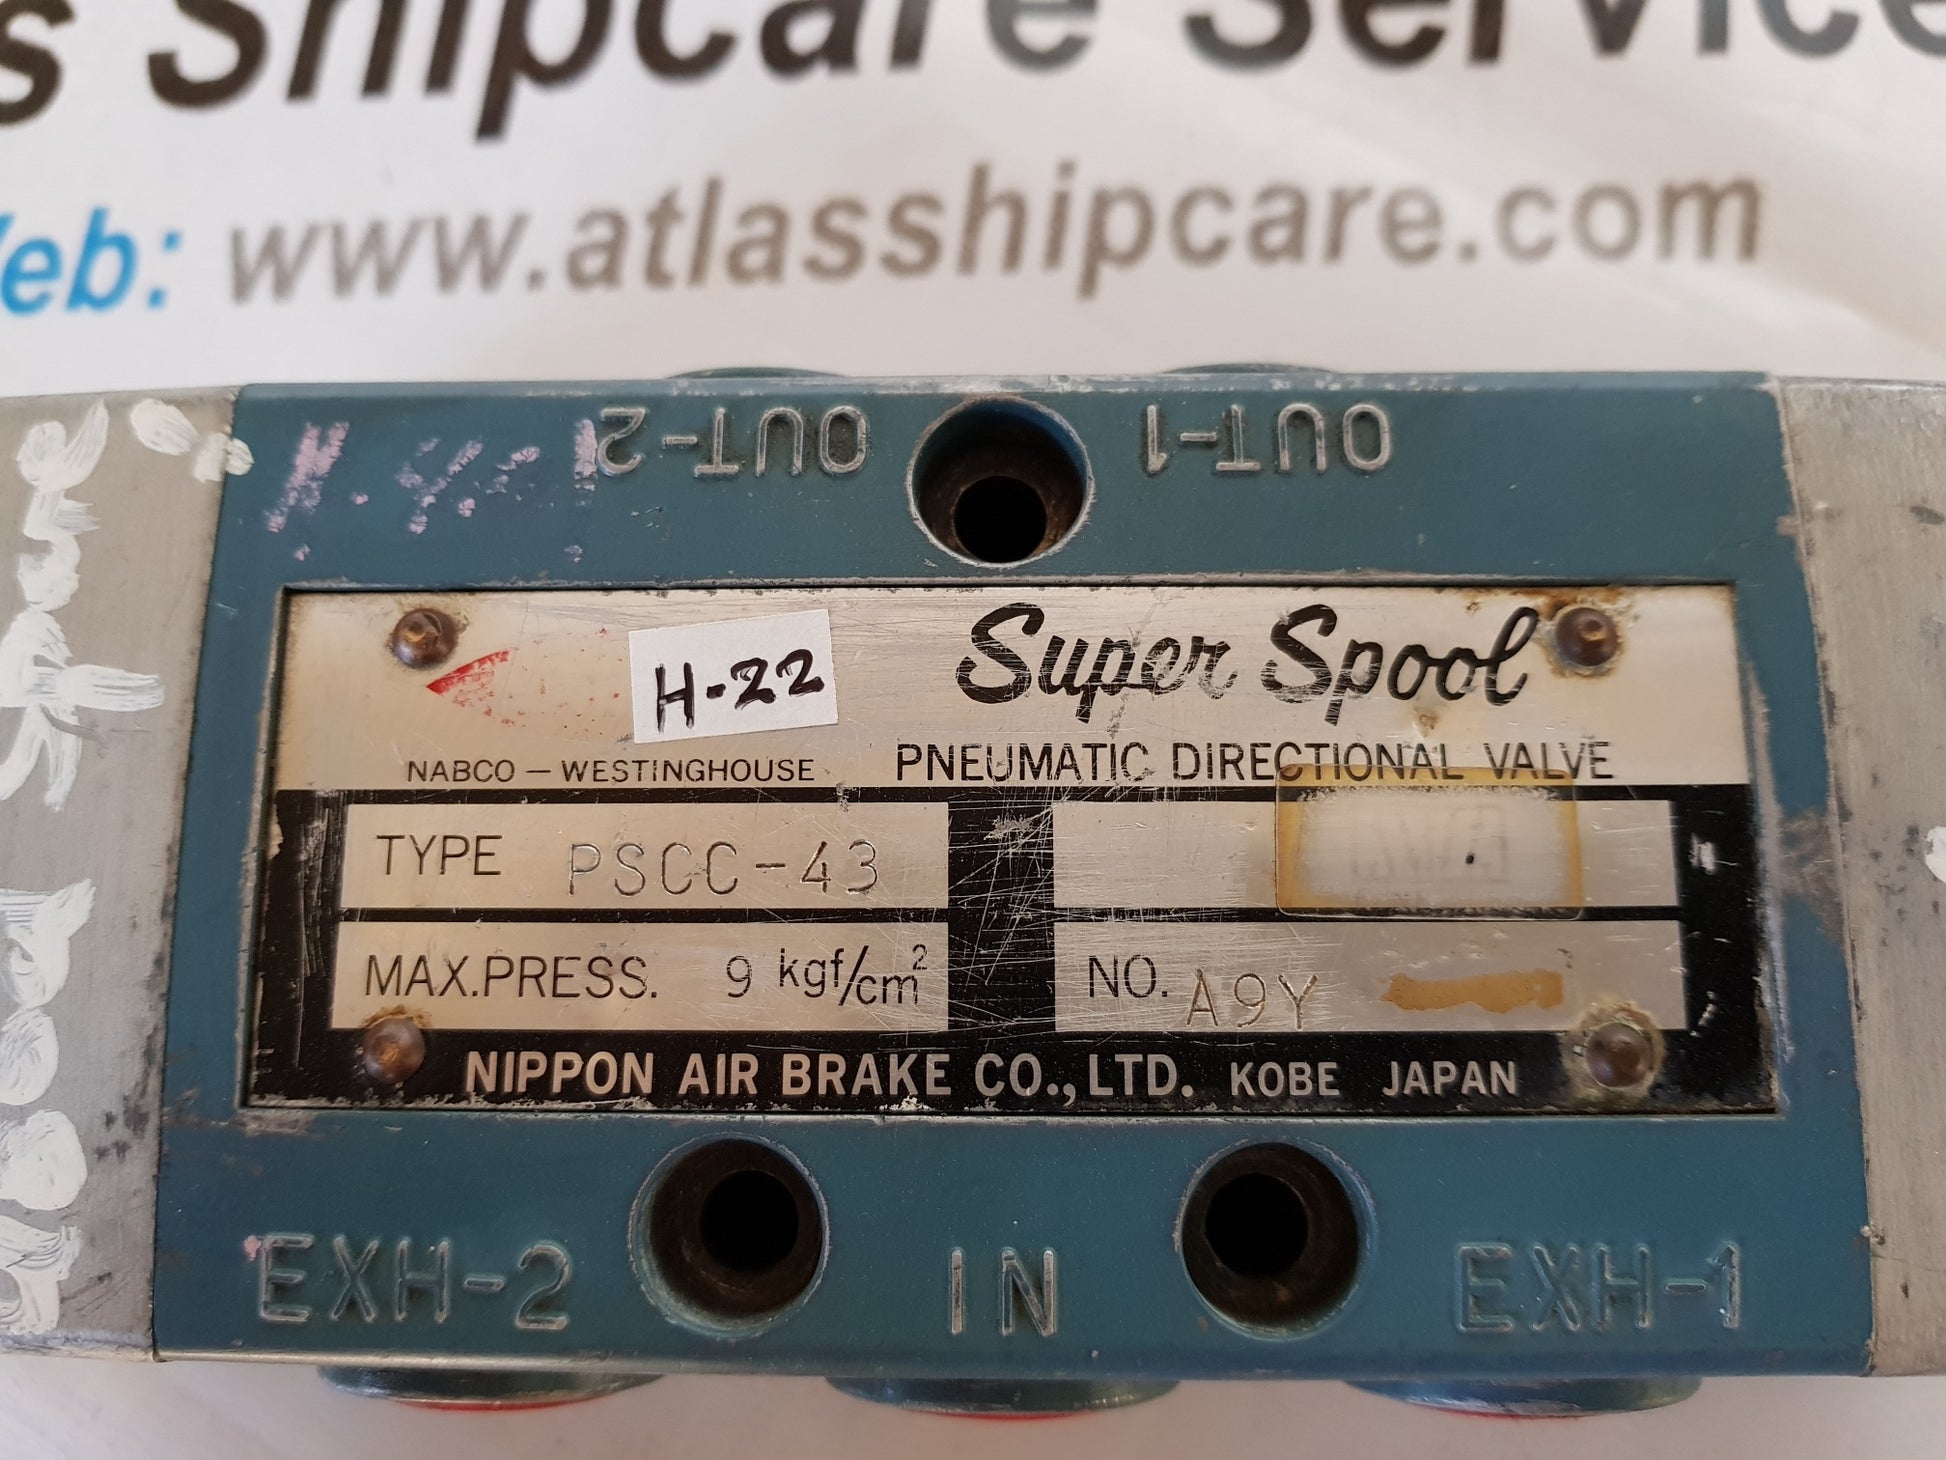 s Shipcare Service
Web: www.atlasshipcare.com
OUT-2
OUT-1
H-22
Super Spool
NABCO – WESTINGHOUSE
PNEUMATIC DIRECTIONAL VALVE
TYPE PSCC-43
MAX.PRESS. 9 kgf/cm²
NO. A9Y
NIPPON AIR BRAKE CO., LTD. KOBE JAPAN
EXH-2
IN
EXH-1